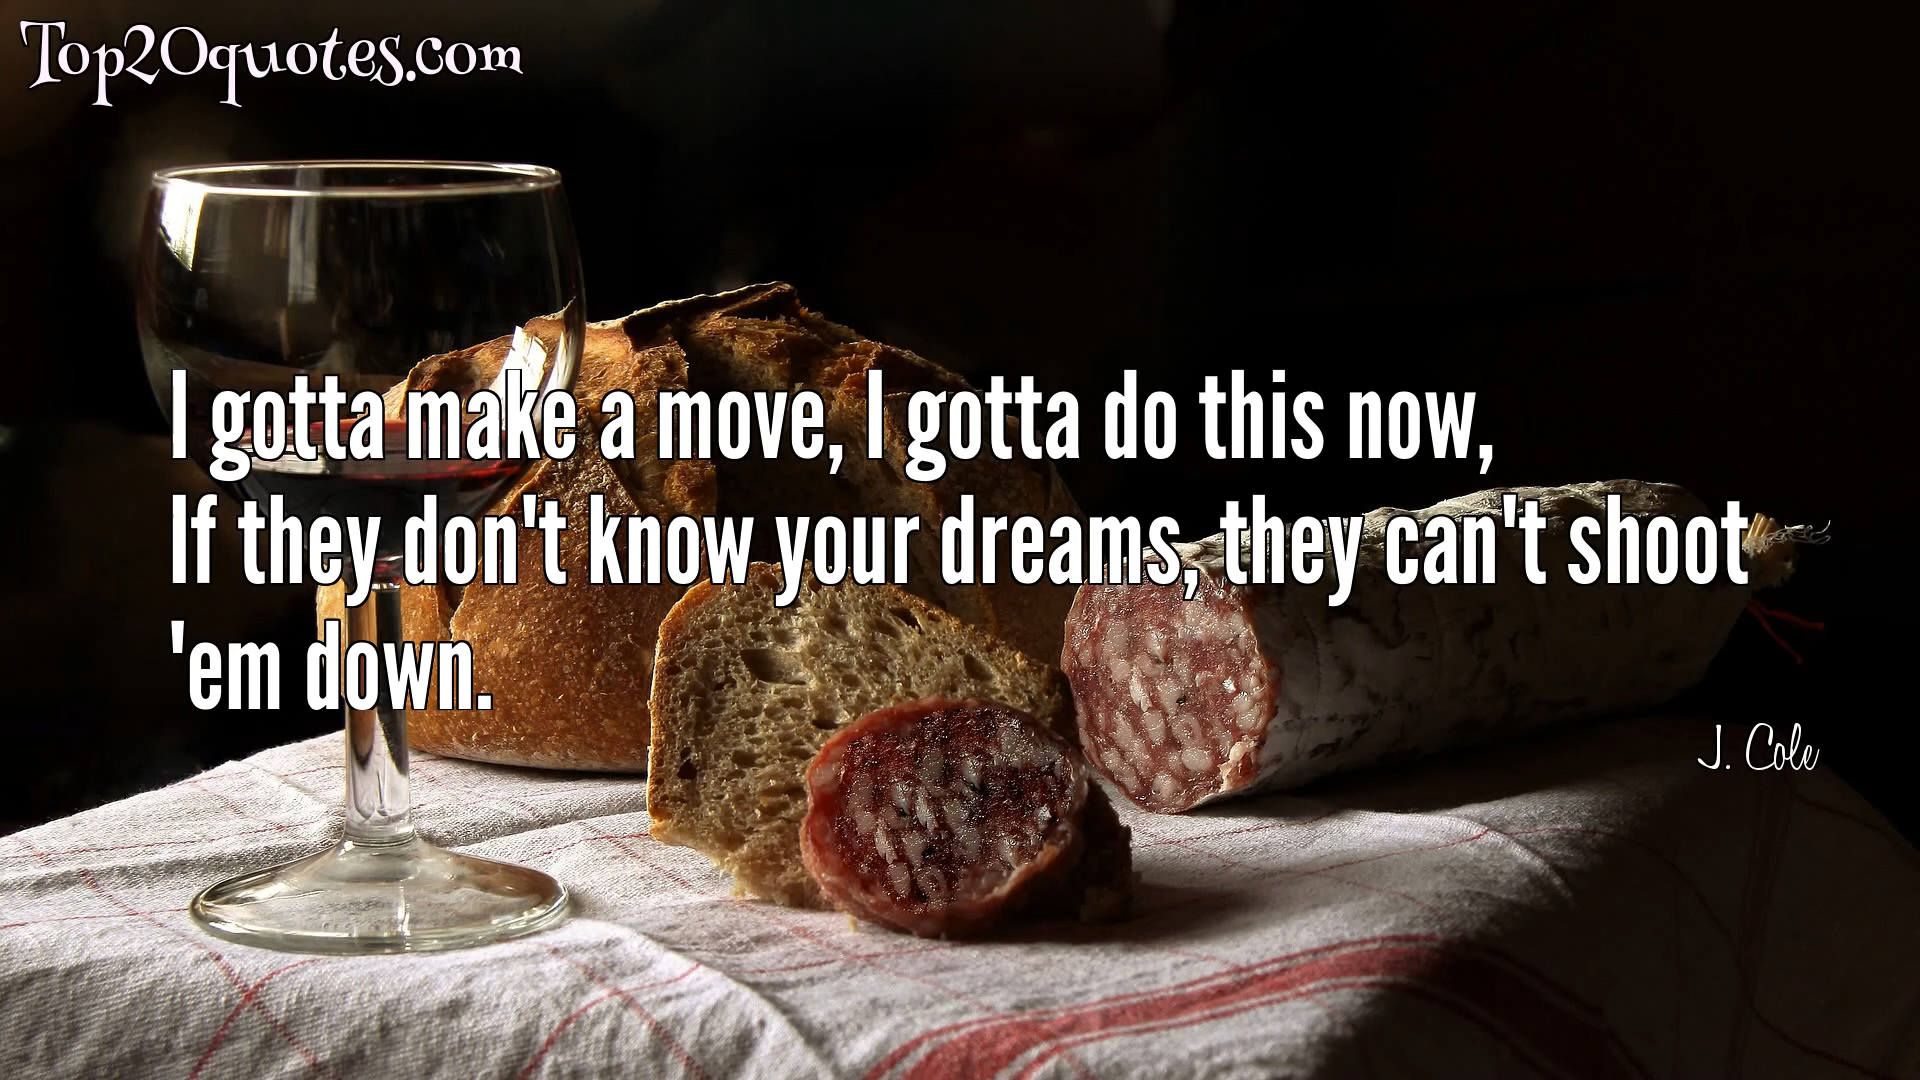 Top20quotes.com
I gotta make a move, I gotta do this now,
If they don't know your dreams, they can't shoot
'em down.
J. Cole